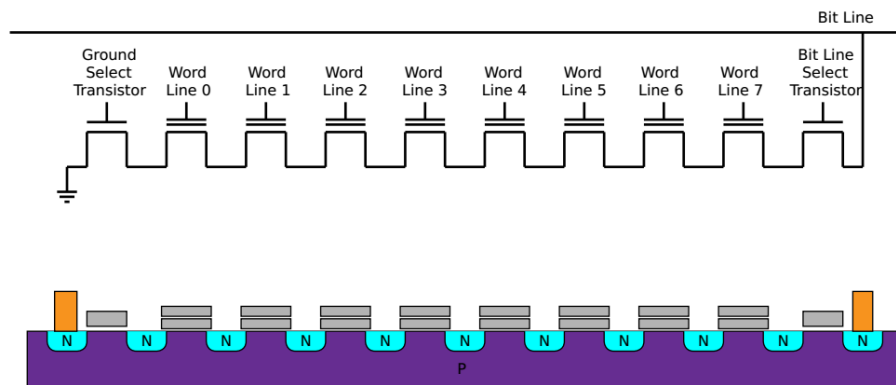 Bit Line
Ground
Select
Transistor
Word
Line 0
Word
Line 1
Word
Line 2
Word
Line 3
Word
Line 4
Word
Line 5
Word
Line 6
Word
Line 7
Bit Line
Select
Transistor
N
N
N
N
N
N
N
N
N
N
N
P